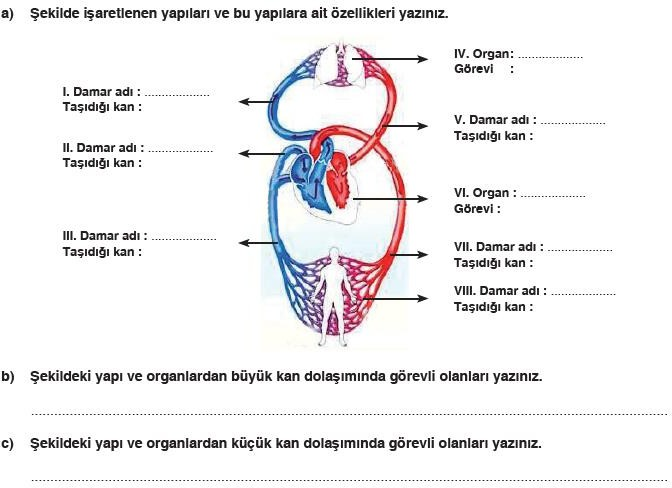 a) Şekilde işaretlenen yapıları ve bu yapılara ait özellikleri yazınız.
I. Damar adı : ...................
Taşıdığı kan :
II. Damar adı : ...................
Taşıdığı kan :
III. Damar adı : ...................
Taşıdığı kan :
IV. Organ: ...................
Görevi :
V. Damar adı : ...................
Taşıdığı kan :
VI. Organ : ...................
Görevi :
VII. Damar adı : ...................
Taşıdığı kan :
VIII. Damar adı : ...................
Taşıdığı kan :
b) Şekildeki yapı ve organlardan büyük kan dolaşımında görevli olanları yazınız.
c) Şekildeki yapı ve organlardan küçük kan dolaşımında görevli olanları yazınız.